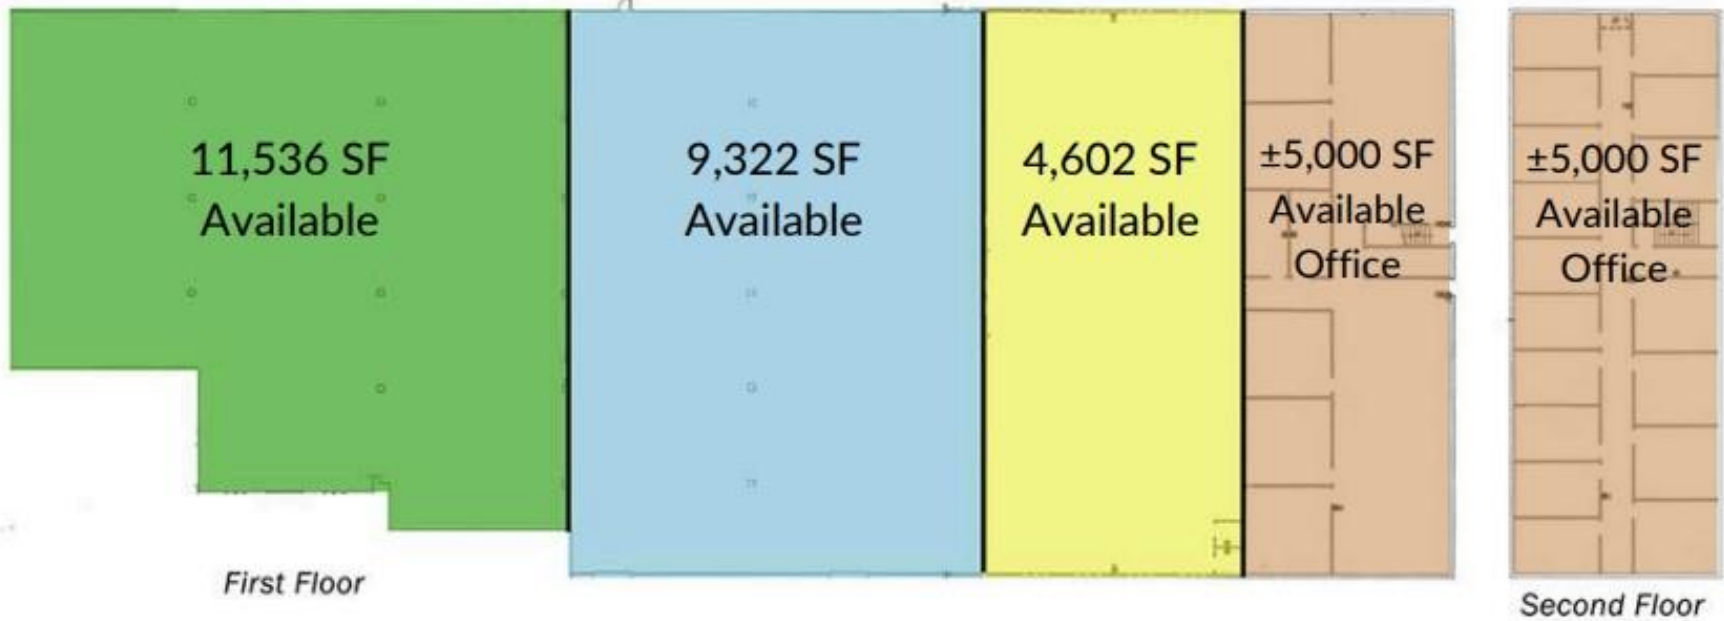 11,536 SF
Available
9,322 SF
Available
4,602 SF
Available
±5,000 SF
Available
Office
±5,000 SF
Available
Office
First Floor
Second Floor